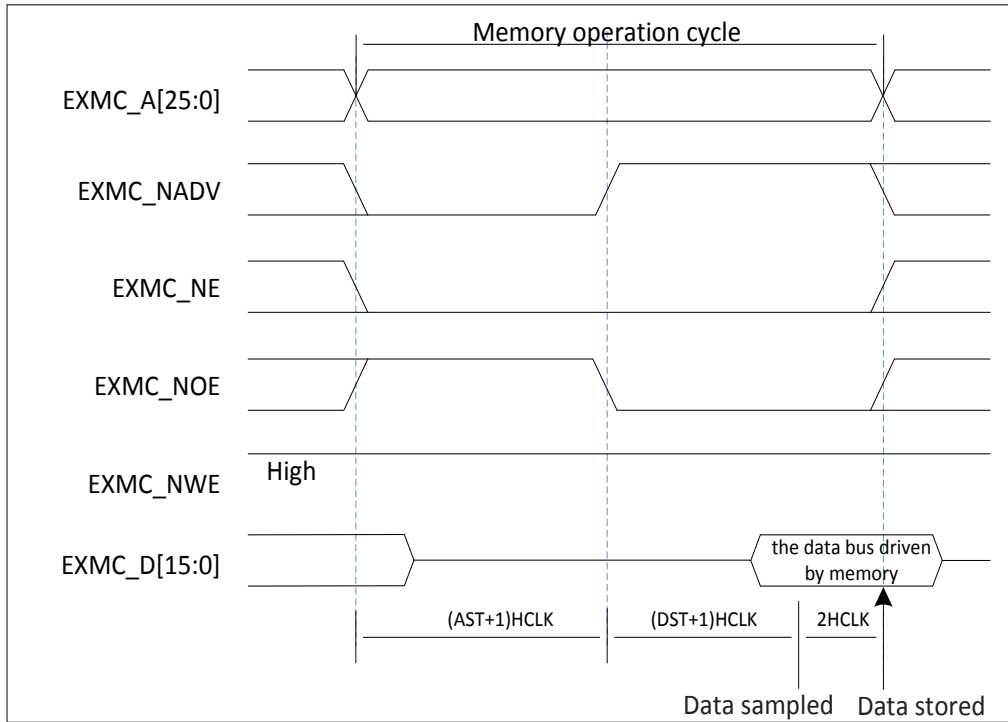 Memory operation cycle
EXMC_A[25:0]
EXMC_NADV
EXMC_NE
EXMC_NOE
High
EXMC_NWE
EXMC_D[15:0]
the data bus driven
by memory
(AST+1)HCLK
(DST+1)HCLK
2HCLK
Data sampled
Data stored